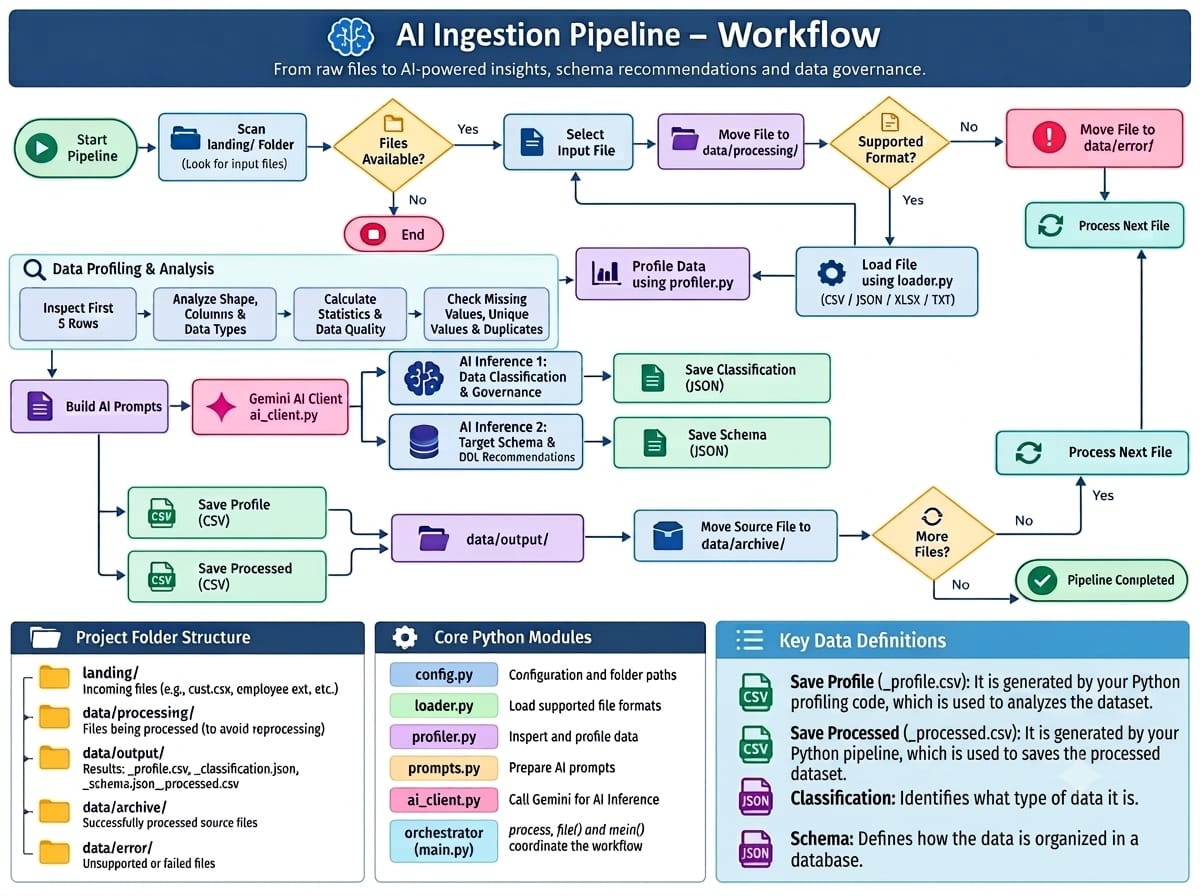 AI Ingestion Pipeline – Workflow
From raw files to AI-powered insights, schema recommendations and data governance.
Start
Pipeline
Scan
landing/ Folder
(Look for input files)
Files
Available?
Yes
No
End
Select
Input File
Move File to
data/processing/
Supported
Format?
No
Yes
Move File to
data/error/
Process Next File
Load File
using loader.py
(CSV / JSON / XLSX / TXT)
Profile Data
using profiler.py
Data Profiling & Analysis
Inspect First
5 Rows
Analyze Shape,
Columns &
Data Types
Calculate
Statistics &
Data Quality
Check Missing
Values, Unique
Values & Duplicates
Build AI Prompts
Gemini AI Client
ai_client.py
AI Inference 1:
Data Classification
& Governance
Save Classification
(JSON)
AI Inference 2:
Target Schema &
DDL Recommendations
Save Schema
(JSON)
CSV
Save Profile
(CSV)
CSV
Save Processed
(CSV)
data/output/
Move Source File to
data/archive/
More
Files?
No
Yes
Process Next File
No
Pipeline Completed
Project Folder Structure
landing/
Incoming files (e.g., cust.csx, employee ext, etc.)
data/processing/
Files being processed (to avoid reprocessing)
data/output/
Results: _profile.csv, _classification.json,
_schema.json_.processed.csv
data/archive/
Successfully processed source files
data/error/
Unsupported or failed files
Core Python Modules
config.py
Configuration and folder paths
loader.py
Load supported file formats
profiler.py
Inspert and profile data
prompts.py
Prepare AI prompts
ai_client.py
Call Gemini for AI Inference
orchestrator
(main.py)
process, file() and mein()
coordinate the workflow
Key Data Definitions
CSV
Save Profile (_profile.csv): It is generated by your Python
profiling code, which is used to analyzes the dataset.
CSV
Save Processed (_processed.csv): It is generated by your
Python pipeline, which is used to saves the processed
dataset.
JSON
Classification: Identifies what type of data it is.
JSON
Schema: Defines how the data is organized in a
database.